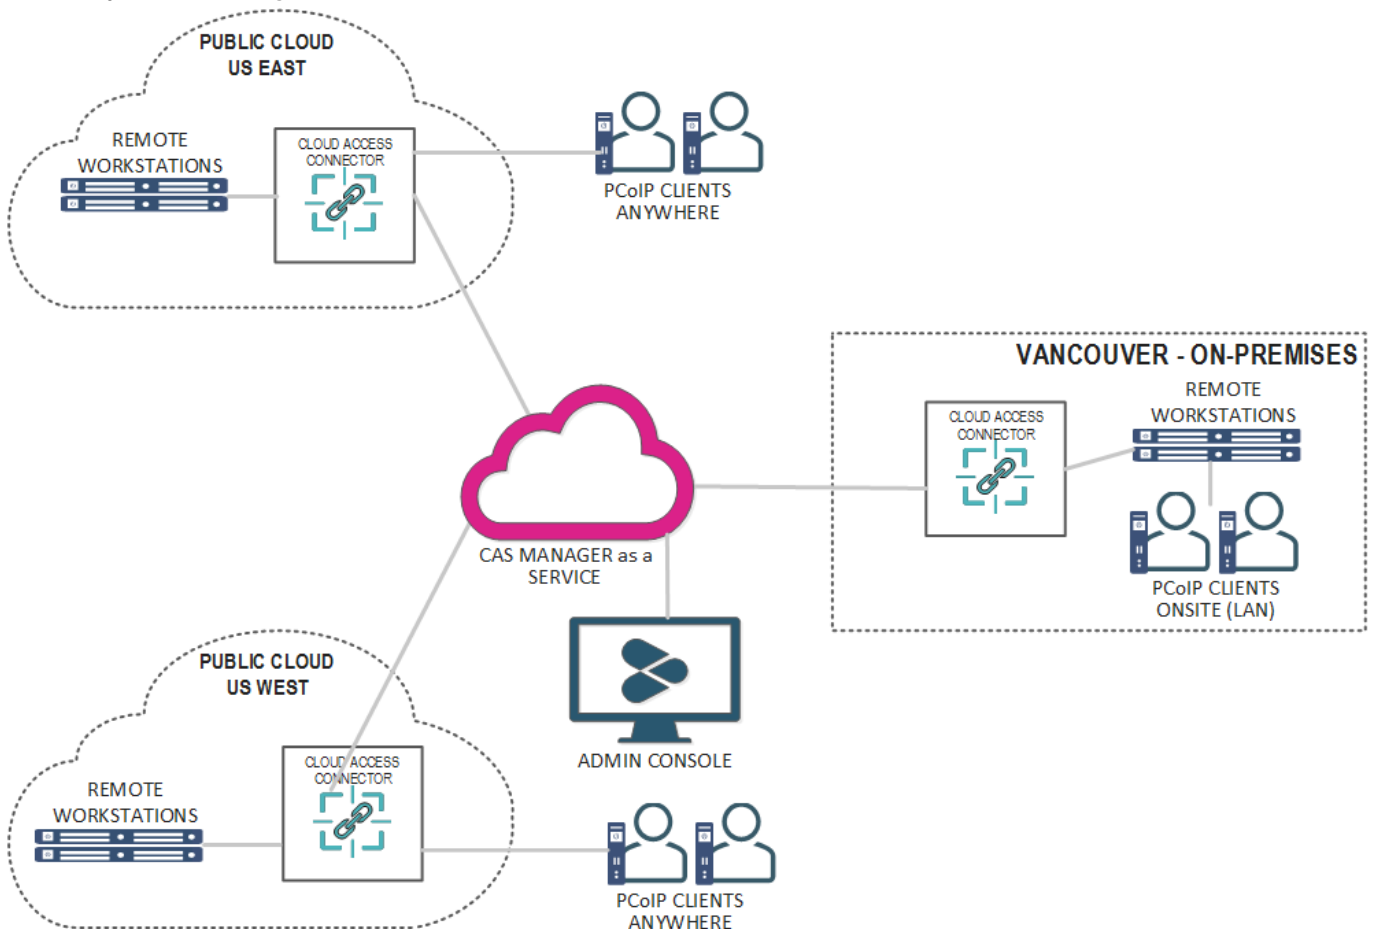 PUBLIC CLOUD
US EAST
REMOTE
WORKSTATIONS
CLOUD ACCESS
CONNECTOR
PCoIP CLIENTS
ANYWHERE
VANCOUVER - ON-PREMISES
CLOUD ACCESS
CONNECTOR
REMOTE
WORKSTATIONS
PCoIP CLIENTS
ONSITE (LAN)
CAS MANAGER as a
SERVICE
ADMIN CONSOLE
PUBLIC CLOUD
US WEST
REMOTE
WORKSTATIONS
CLOUD ACCESS
CONNECTOR
PCoIP CLIENTS
ANYWHERE